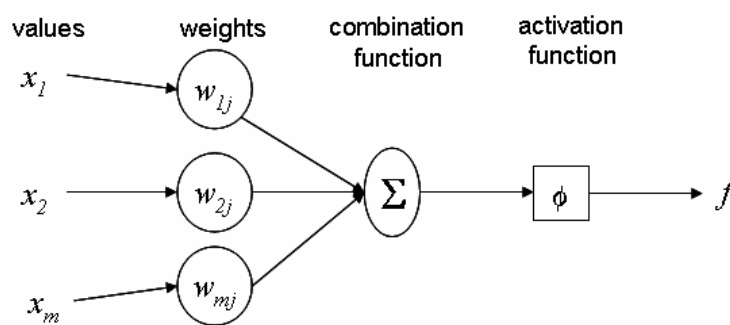 values weights combination function activation function
x1 w1j
x2 w2j Σ ϕ f
xm wmj